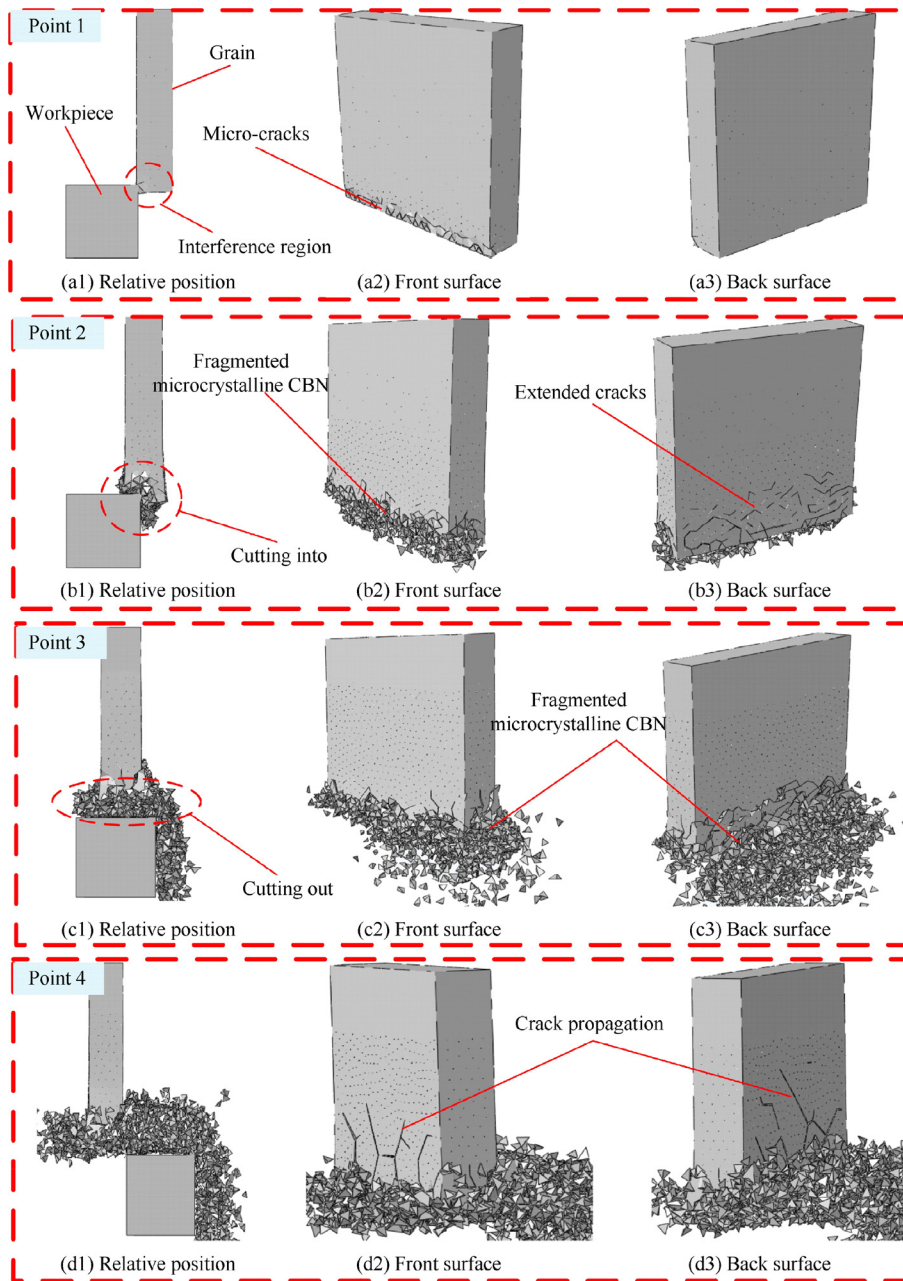 Point 1
Grain
Workpiece
Micro-cracks
Interference region
(a1) Relative position
(a2) Front surface
(a3) Back surface
Point 2
Fragmented
microcrystalline CBN
Extended cracks
Cutting into
(b1) Relative position
(b2) Front surface
(b3) Back surface
Point 3
Fragmented
microcrystalline CBN
Cutting out
(c1) Relative position
(c2) Front surface
(c3) Back surface
Point 4
Crack propagation
(d1) Relative position
(d2) Front surface
(d3) Back surface